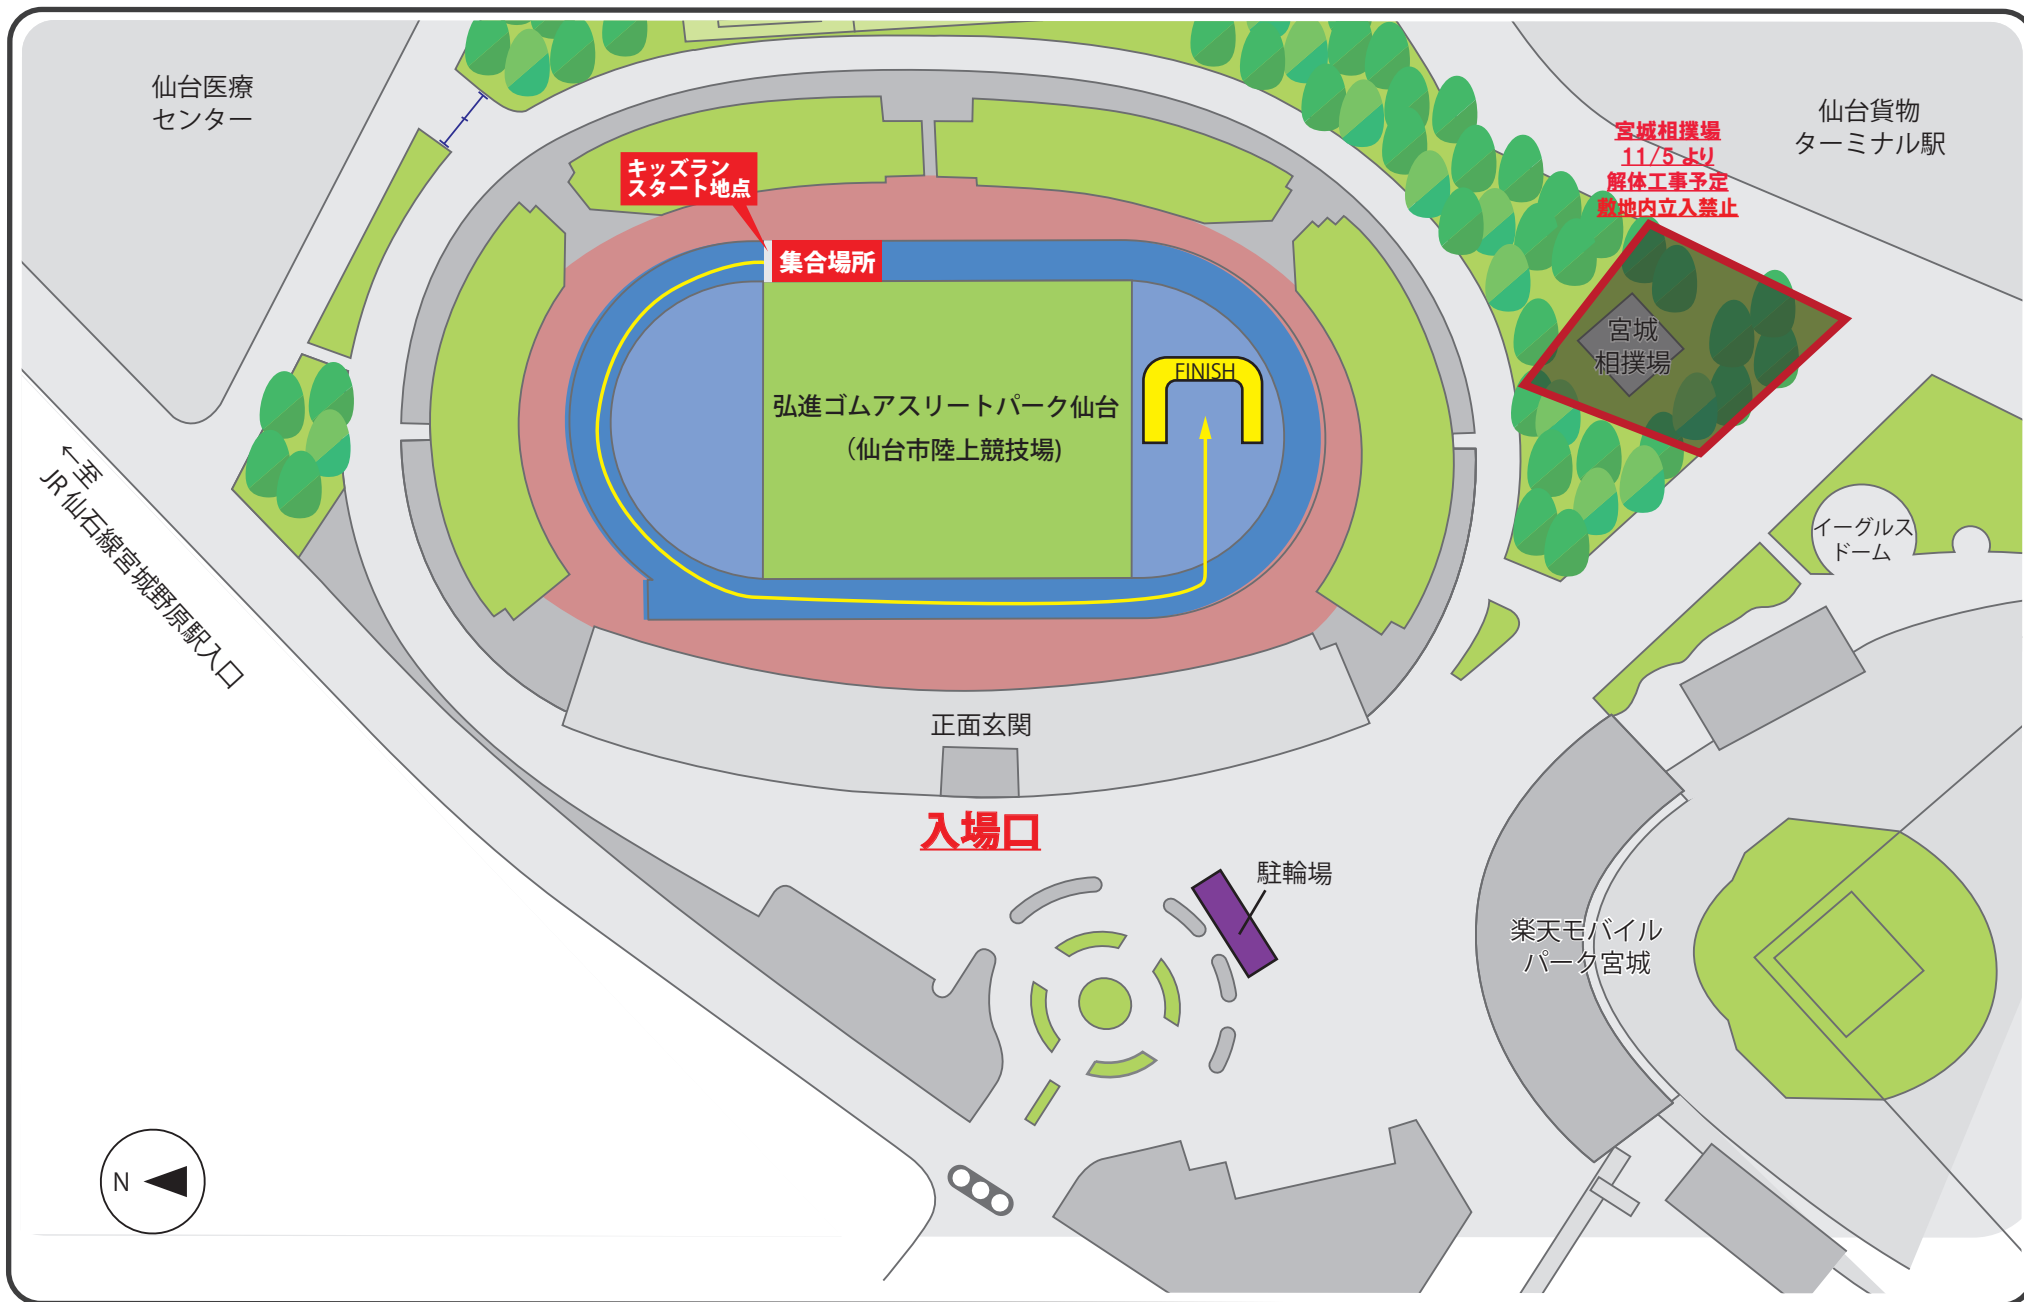 仙台医療
センター
仙台貨物
ターミナル駅
宮城相撲場
11/5 より
解体工事予定
敷地内立入禁止
キッズラン
スタート地点
集合場所
宮城
相撲場
FINISH
弘進ゴムアスリートパーク仙台
（仙台市陸上競技場)
←至
JR仙石線宮城野原駅入口
イーグルス
ドーム
正面玄関
入場口
駐輪場
楽天モバイル
パーク宮城
N